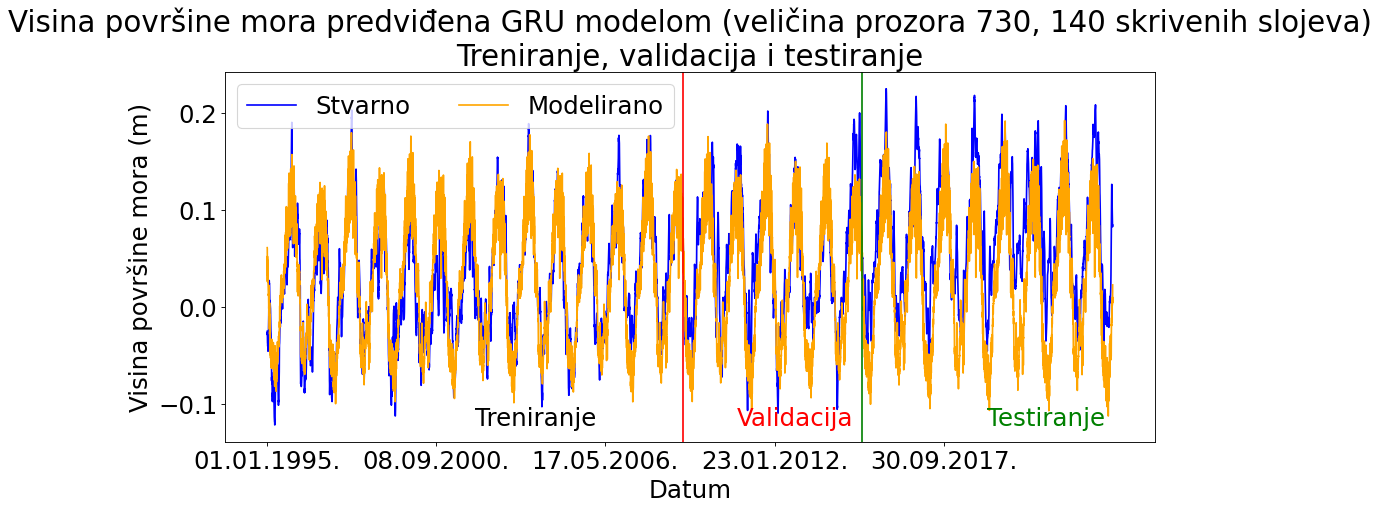 Visina površine mora predviđena GRU modelom (veličina prozora 730, 140 skrivenih slojeva)
Treniranje, validacija i testiranje
Stvarno
Modelirano
Visina površine mora (m)
0.2
0.1
0.0
−0.1
Treniranje
Validacija
Testiranje
01.01.1995.
08.09.2000.
17.05.2006.
23.01.2012.
30.09.2017.
Datum